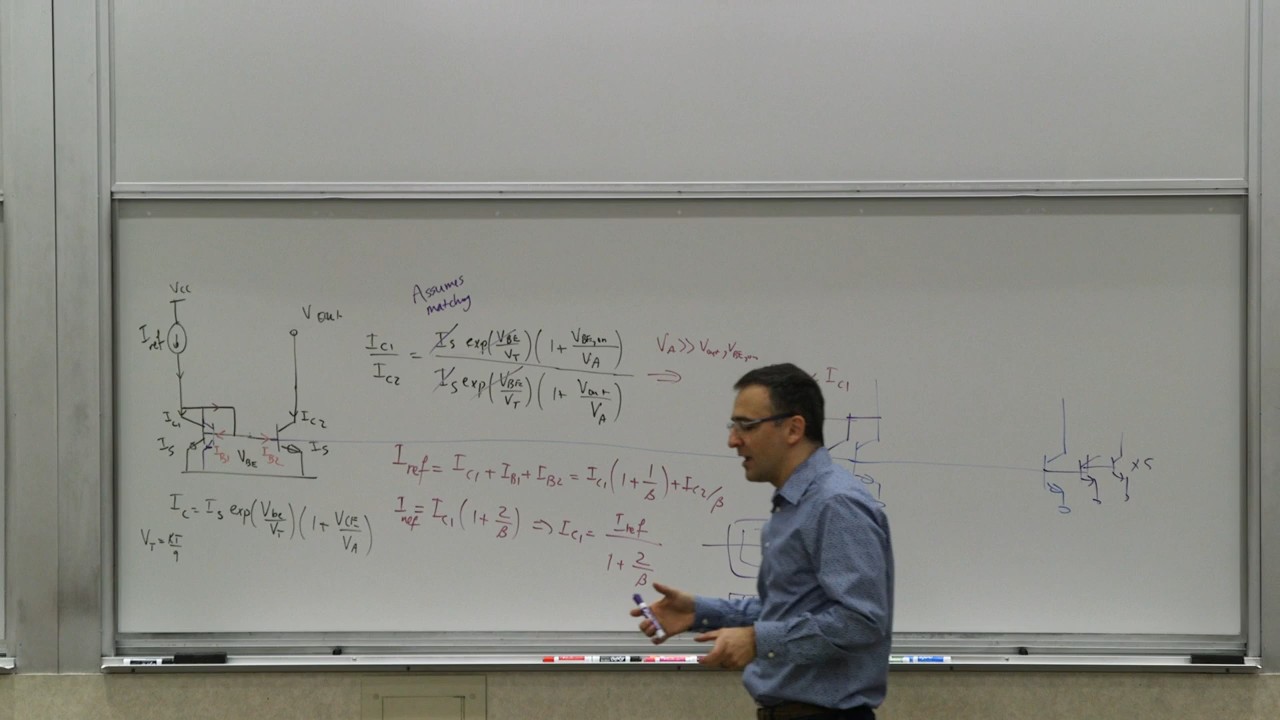 Vcc
Iref
V out
Ic1
Ic2
Is
IB1
VBE
IB2
Is
Ic = Is exp(Vbe/VT)(1 + VCE/VA)
VT = KT/q
Assumes
matching
Ic1/Ic2 = Is exp(VBE/VT)(1 + VBE,on/VA) / Is exp(VBE/VT)(1 + Vout/VA) ⇒
VA >> Vout, VBE,on
Ic1
Iref = Ic1 + IB1 + IB2 = Ic1(1 + 1/β) + Ic2/β
Iref = Ic1(1 + 2/β) ⇒ Ic1 = Iref / 1 + 2/β
x5